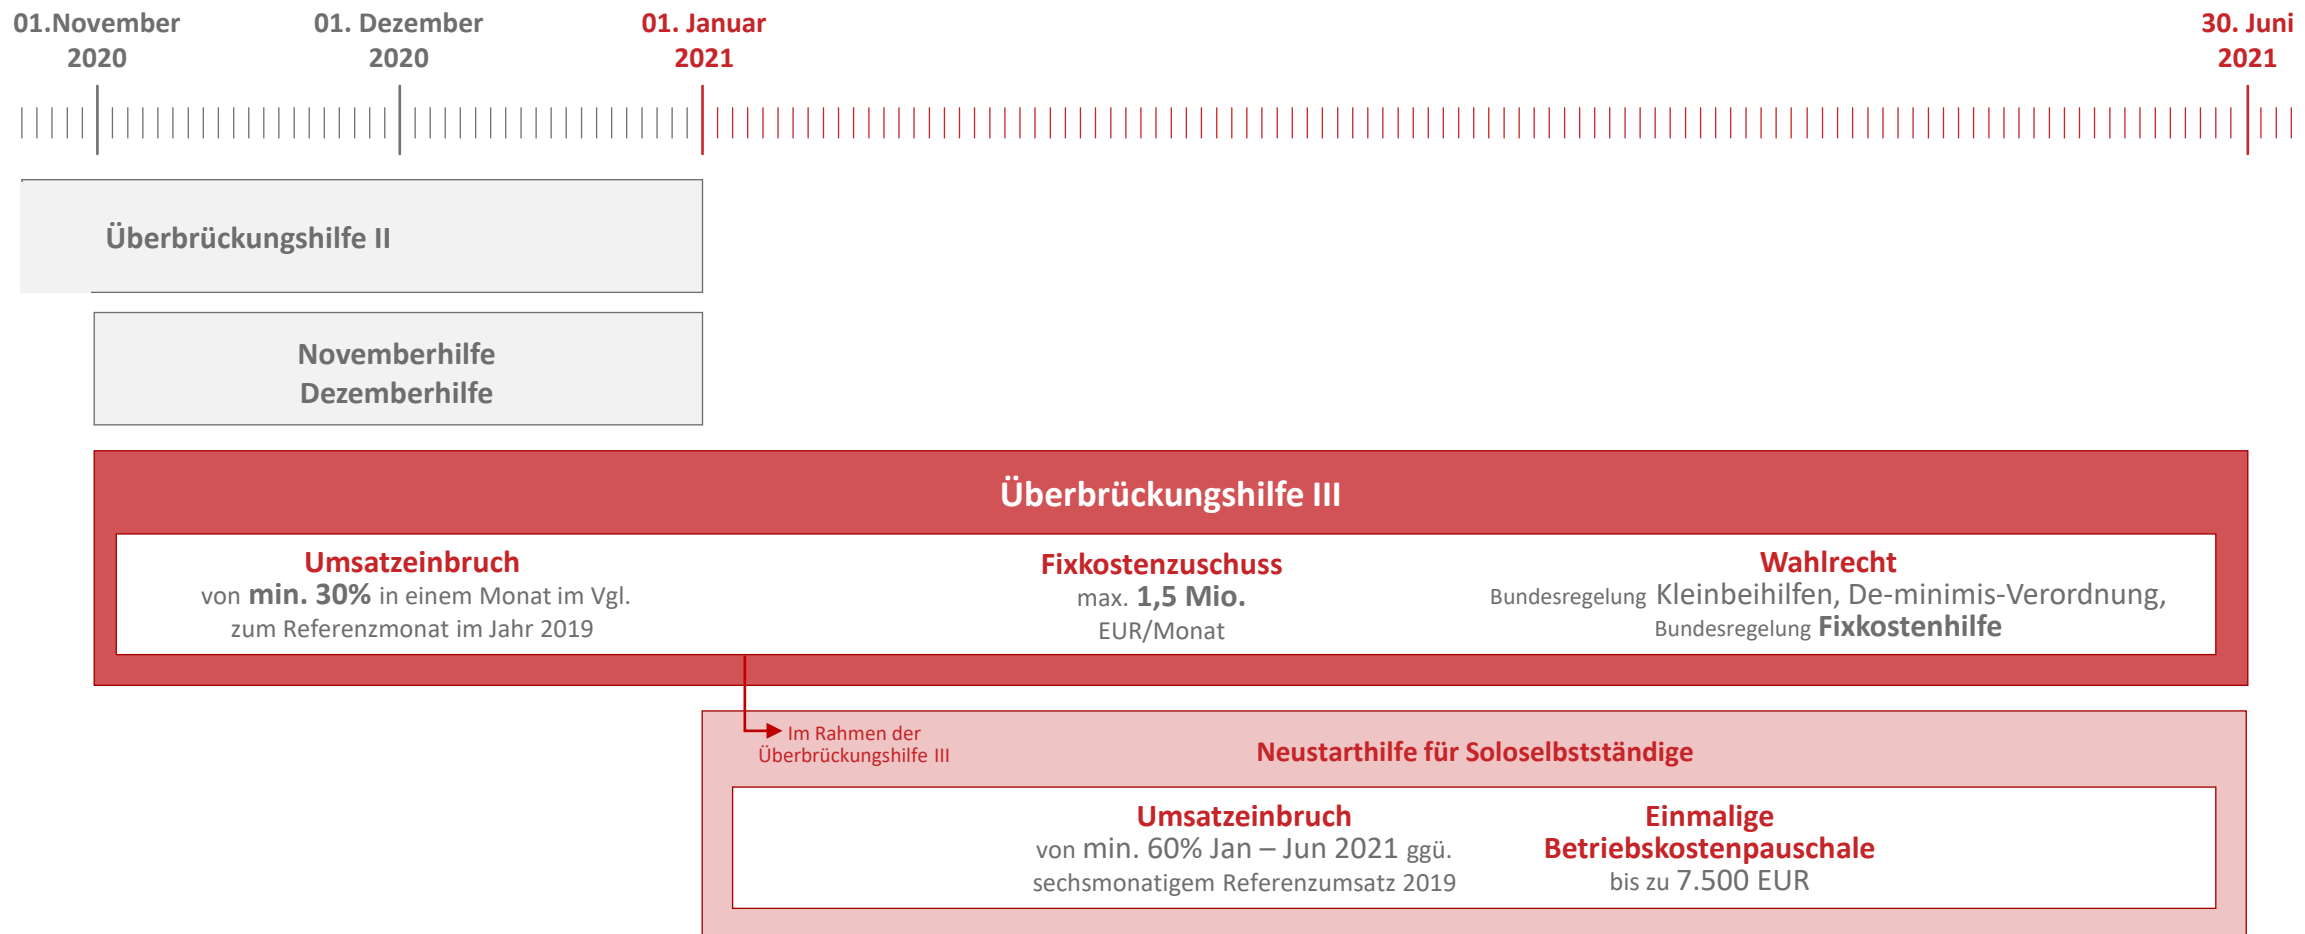 01.November
2020
01. Dezember
2020
01. Januar
2021
30. Juni
2021
Überbrückungshilfe II
Novemberhilfe
Dezemberhilfe
Überbrückungshilfe III
Umsatzeinbruch
von min. 30% in einem Monat im Vgl.
zum Referenzmonat im Jahr 2019
Fixkostenzuschuss
max. 1,5 Mio.
EUR/Monat
Wahlrecht
Bundesregelung Kleinbeihilfen, De-minimis-Verordnung,
Bundesregelung Fixkostenhilfe
Im Rahmen der
Überbrückungshilfe III
Neustarthilfe für Soloselbstständige
Umsatzeinbruch
von min. 60% Jan – Jun 2021 ggü.
sechsmonatigem Referenzumsatz 2019
Einmalige
Betriebskostenpauschale
bis zu 7.500 EUR